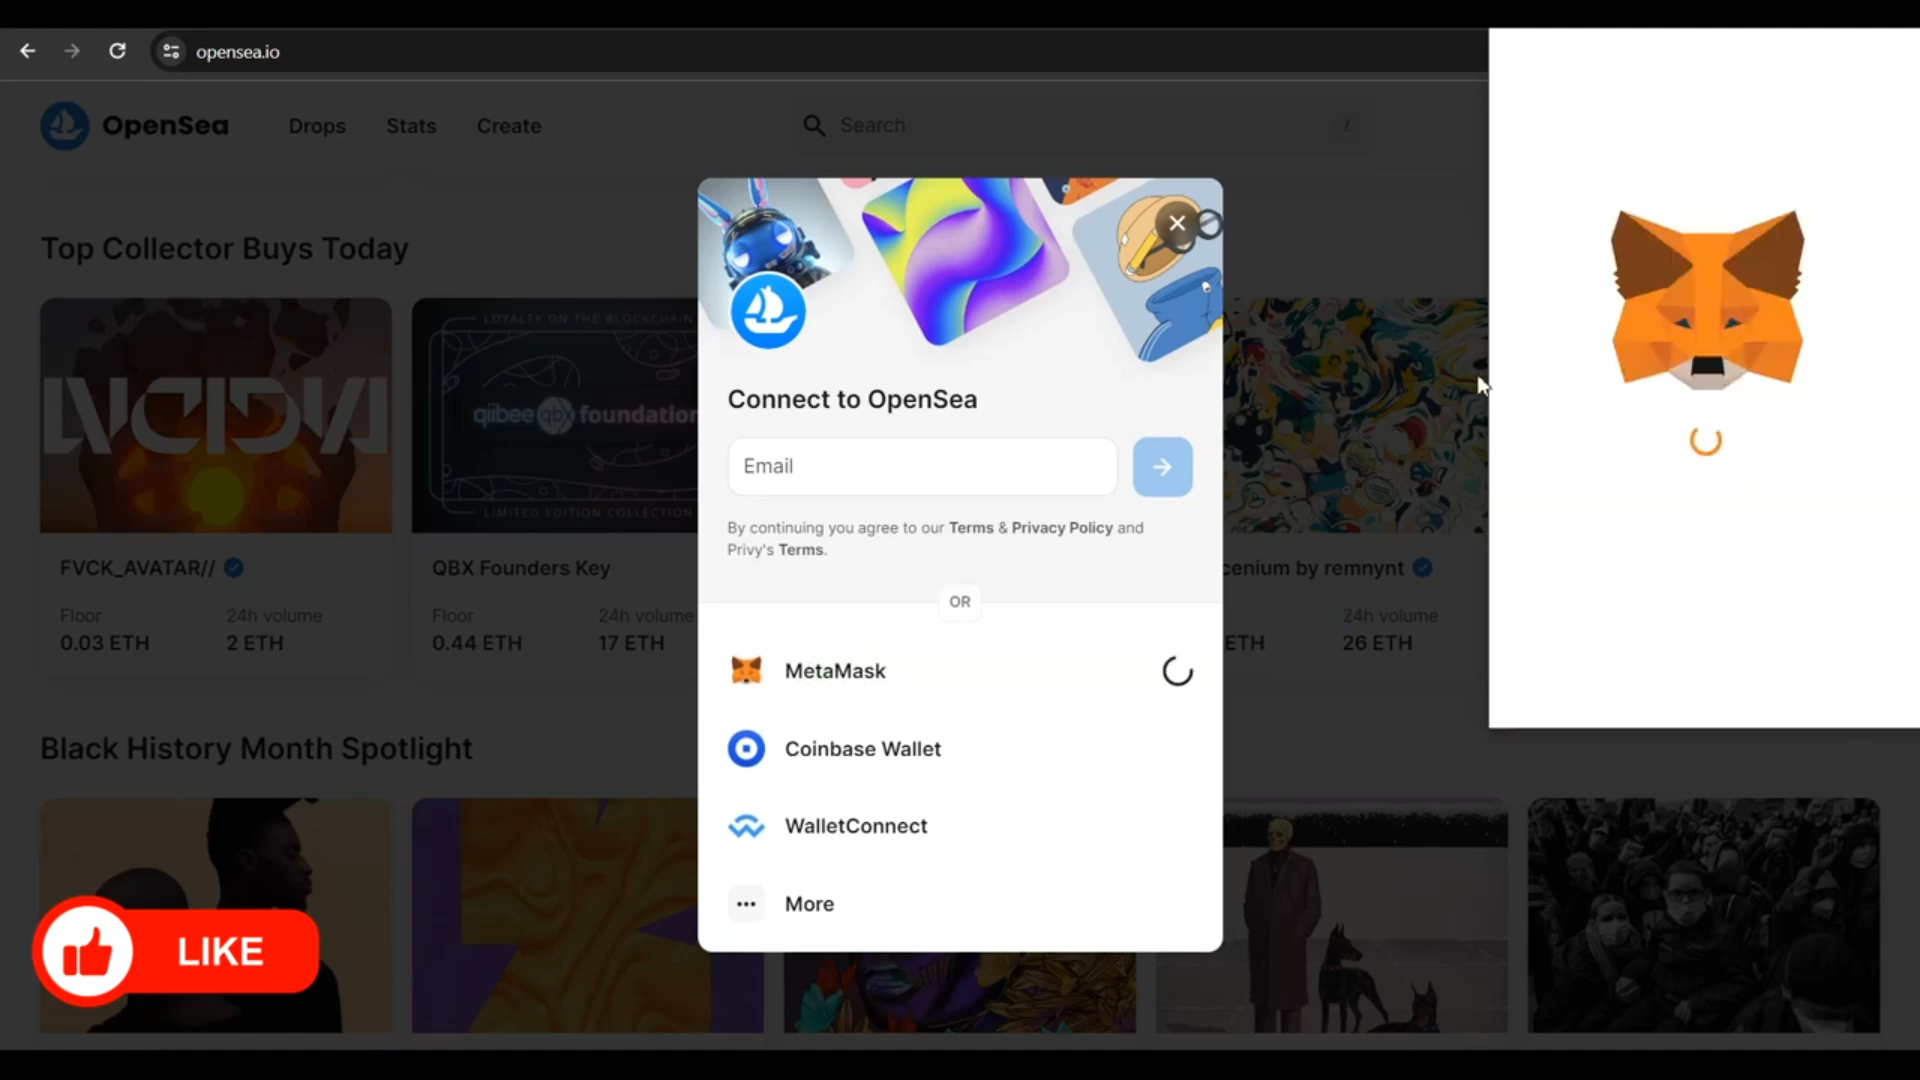 opensea.io
OpenSea
Drops
Stats
Create
Search
/
Top Collector Buys Today
LOYALTY ON THE BLOCKCHAIN
qiibee qbx foundation
LIMITED EDITION COLLECTION
FVCK_AVATAR//
Floor
24h volume
0.03 ETH
2 ETH
QBX Founders Key
Floor
24h volume
0.44 ETH
17 ETH
cenium by remnynt
24h volume
ETH
26 ETH
Connect to OpenSea
Email
By continuing you agree to our Terms & Privacy Policy and
Privy's Terms.
OR
MetaMask
Coinbase Wallet
WalletConnect
More
Black History Month Spotlight
LIKE